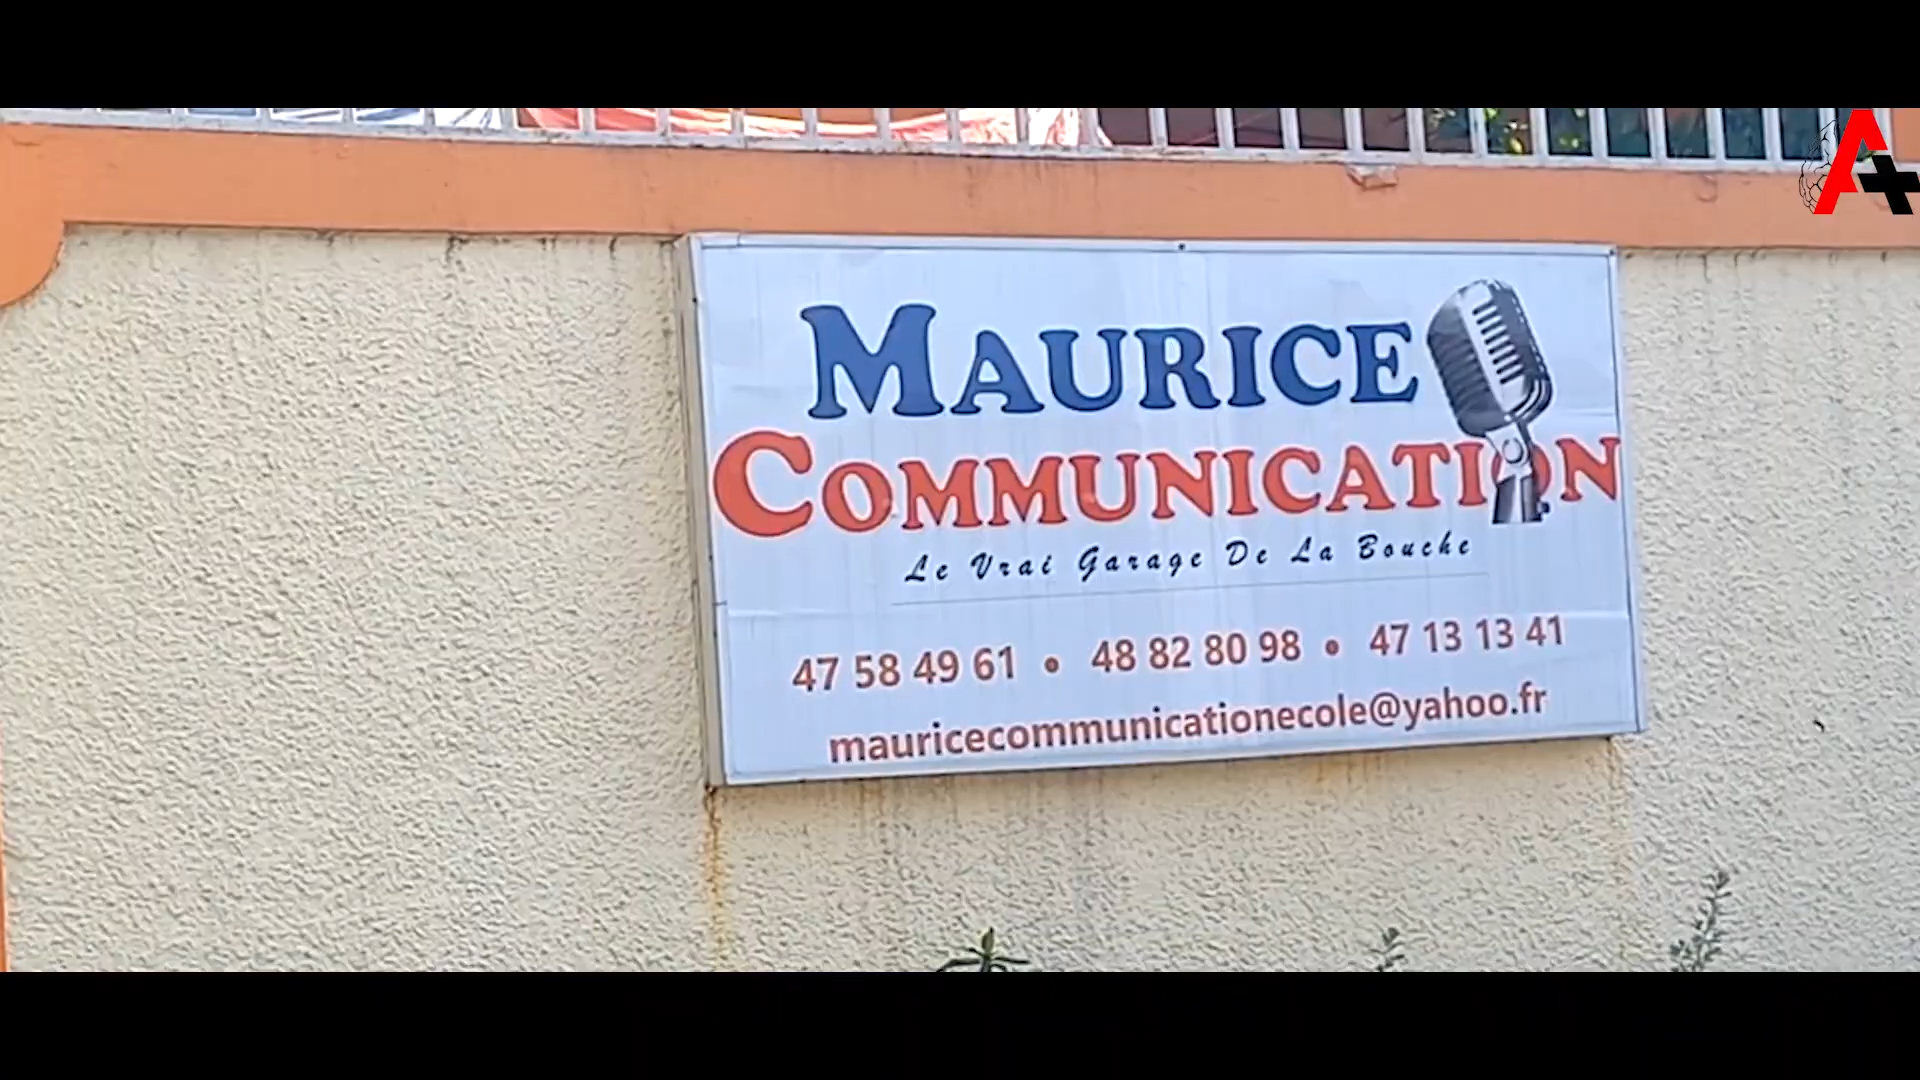 A+
MAURICE
COMMUNICATION
Le Vrai Garage De La Bouche
47 58 49 61 • 48 82 80 98 • 47 13 13 41
mauricecommunicationecole@yahoo.fr